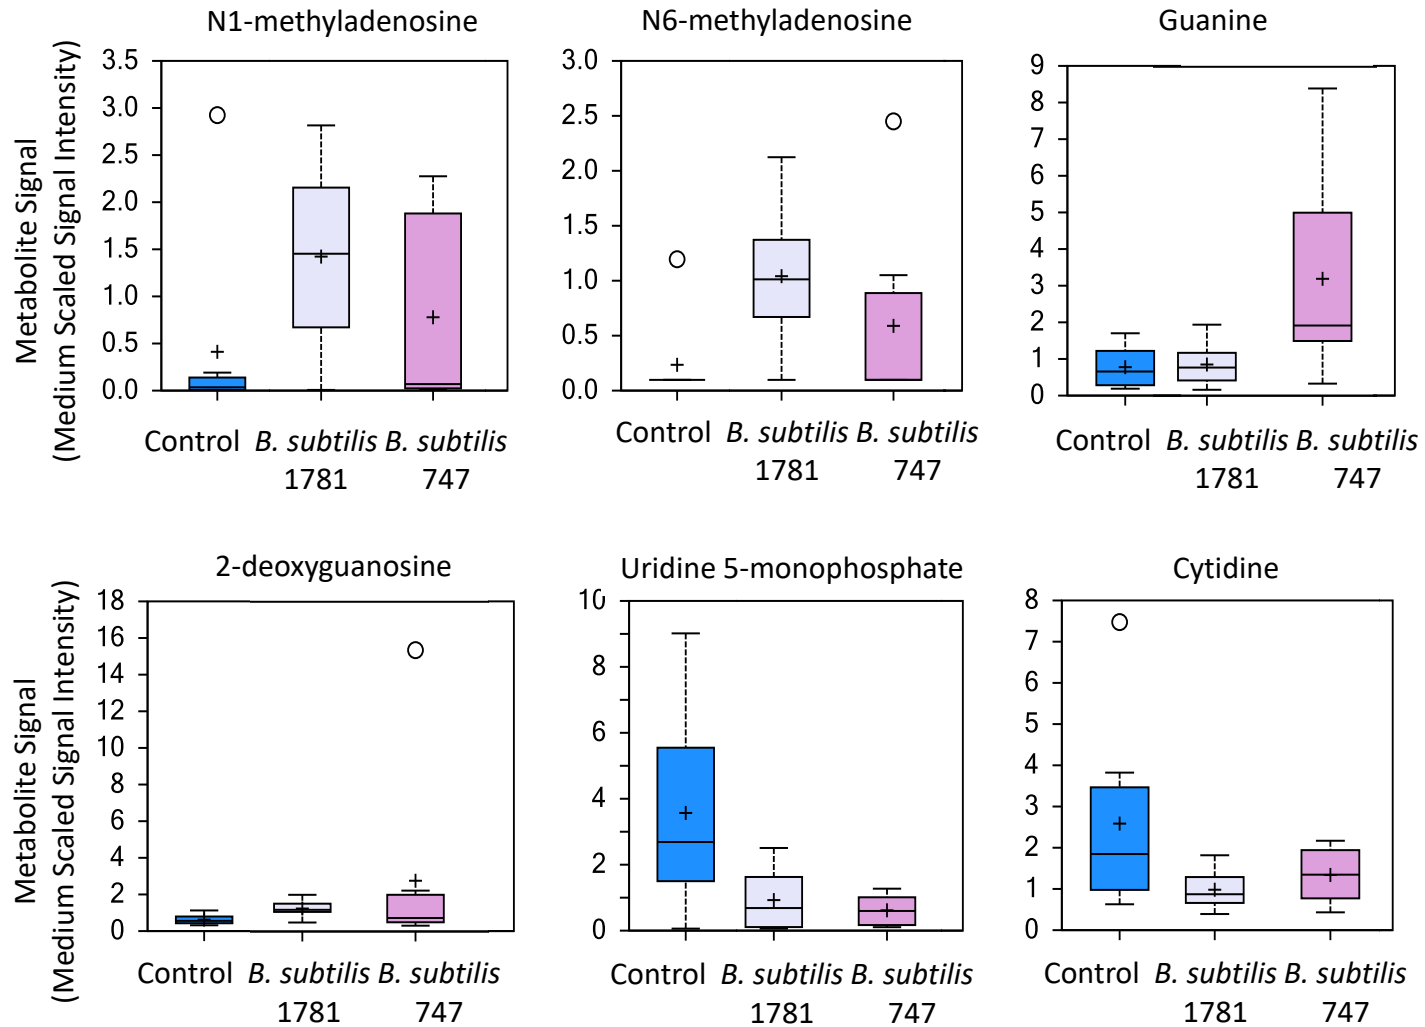 N1-methyladenosine
N6-methyladenosine
Guanine
Metabolite Signal
(Medium Scaled Signal Intensity)
3.5
3.0
2.5
2.0
1.5
1.0
0.5
0.0
Control
B. subtilis
1781
B. subtilis
747
3.0
2.5
2.0
1.5
1.0
0.5
0.0
Control
B. subtilis
1781
B. subtilis
747
9
8
7
6
5
4
3
2
1
0
Control
B. subtilis
1781
B. subtilis
747
2-deoxyguanosine
Uridine 5-monophosphate
Cytidine
Metabolite Signal
(Medium Scaled Signal Intensity)
18
16
14
12
10
8
6
4
2
0
Control
B. subtilis
1781
B. subtilis
747
10
8
6
4
2
0
Control
B. subtilis
1781
B. subtilis
747
8
7
6
5
4
3
2
1
0
Control
B. subtilis
1781
B. subtilis
747